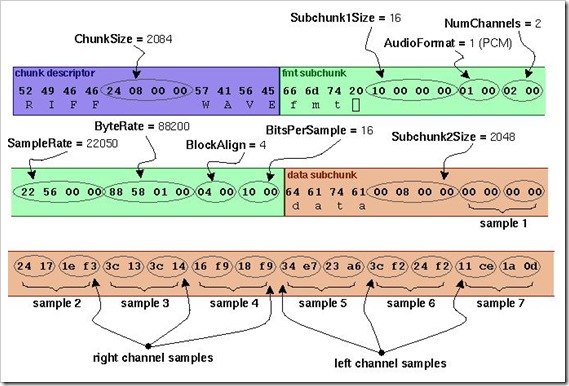 Subchunk1Size = 16
NumChannels = 2
ChunkSize = 2084
AudioFormat = 1 (PCM)
chunk descriptor
fmt subchunk
52 49 46 46 24 08 00 00 57 41 56 45 66 6d 74 20 10 00 00 00 01 00 02 00
R I F F W A V E f m t
ByteRate = 88200
BitsPerSample = 16
SampleRate = 22050
BlockAlign = 4
Subchunk2Size = 2048
data subchunk
22 56 00 00 88 58 01 00 04 00 10 00 64 61 74 61 00 08 00 00 00 00 00 00
d a t a
sample 1
24 17 1e f3 3c 13 3c 14 16 f9 18 f9 34 e7 23 a6 3c f2 24 f2 11 ce 1a 0d
sample 2 sample 3 sample 4 sample 5 sample 6 sample 7
right channel samples
left channel samples